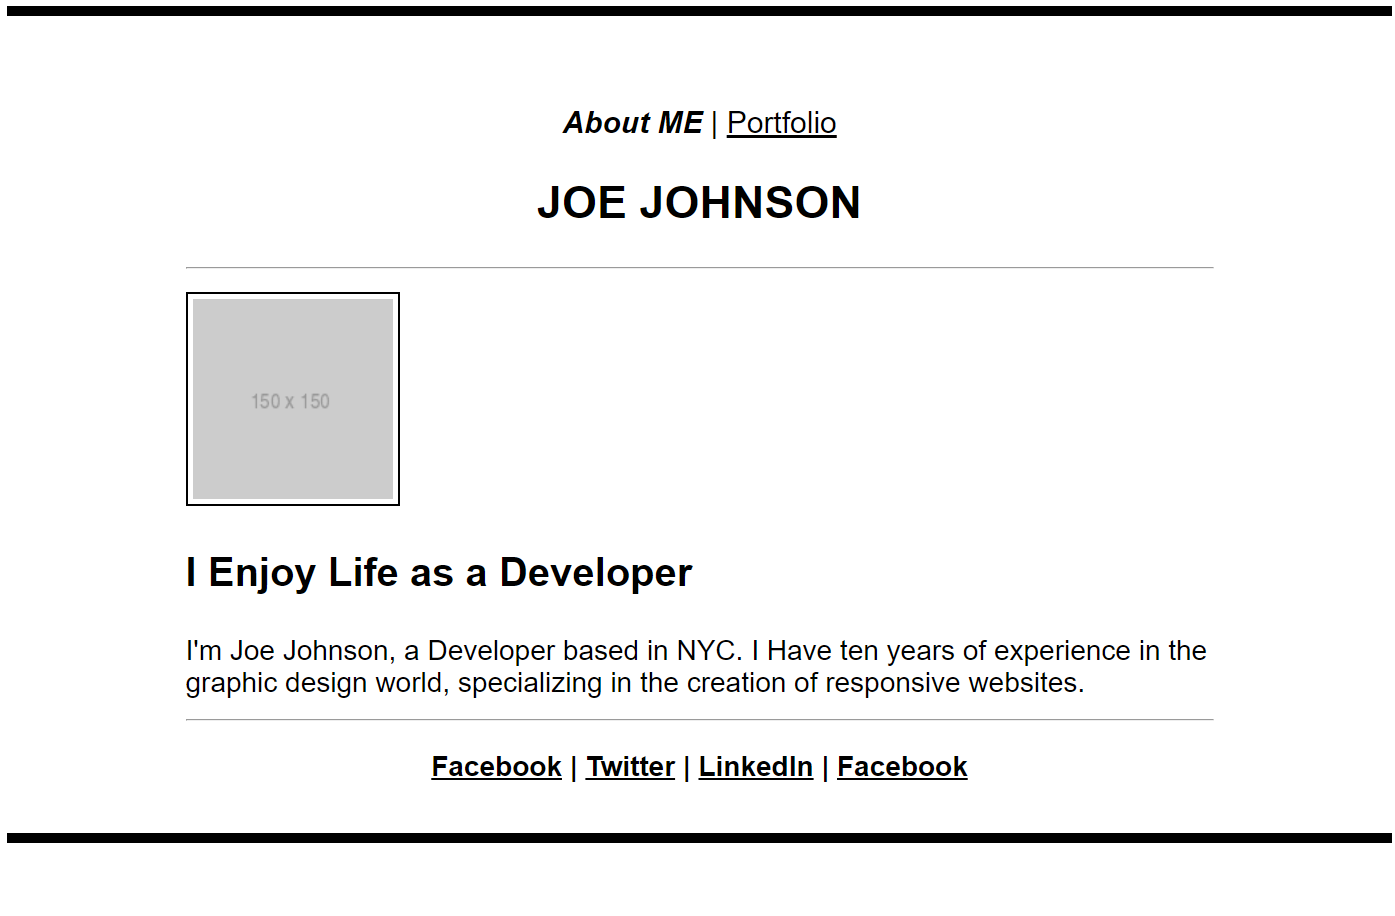 About ME | Portfolio
JOE JOHNSON
150 x 150
I Enjoy Life as a Developer
I'm Joe Johnson, a Developer based in NYC. I Have ten years of experience in the
graphic design world, specializing in the creation of responsive websites.
Facebook | Twitter | LinkedIn | Facebook